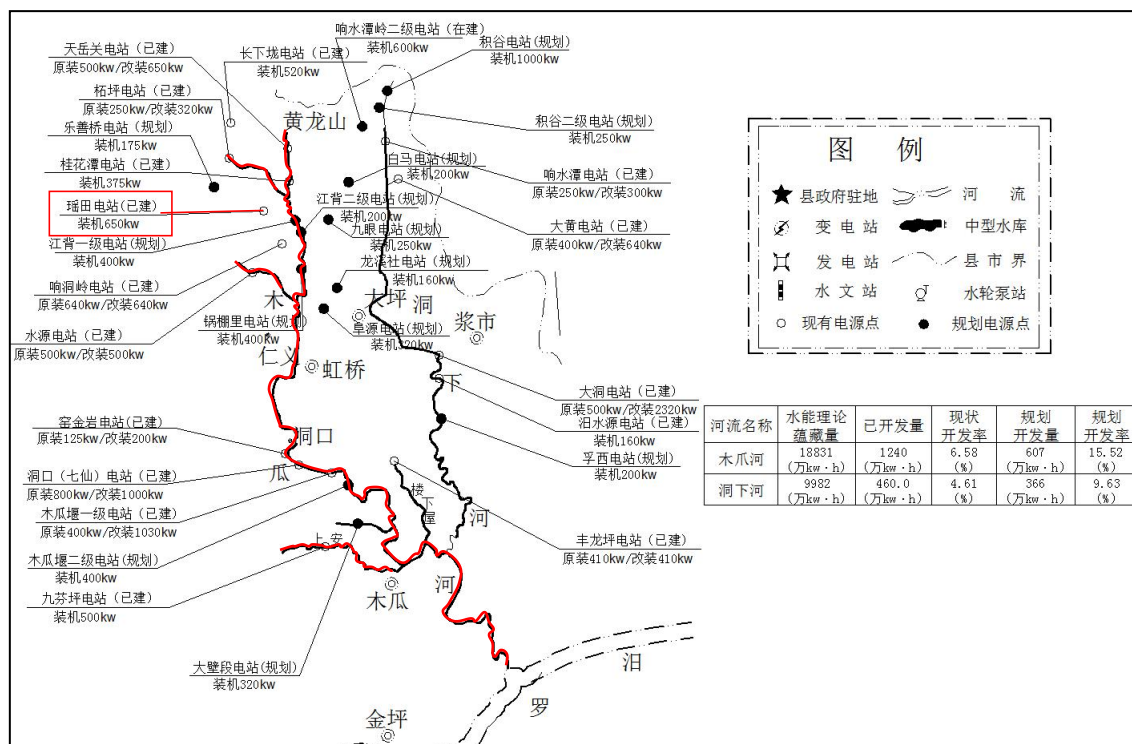 响水潭岭二级电站(在建)
装机600kw
积谷电站(规划)
装机1000kw
天岳关电站（已建）
原装500kw/改装650kw
长下垅电站（已建）
装机520kw
柘坪电站（已建）
原装250kw/改装320kw
黄龙山
积谷二级电站(规划)
装机250kw
乐善桥电站（规划）
装机175kw
白马电站(规划)
装机200kw
桂花潭电站（已建）
装机375kw
响水潭电站（已建）
原装250kw/改装300kw
瑶田电站(已建)
装机650kw
江背二级电站(规划)
装机200kw
九眼电站(规划)
装机250kw
大黄电站（已建）
原装400kw/改装640kw
江背一级电站(规划)
装机400kw
龙溪社电站（规划)
装机160kw
响洞岭电站（已建）
原装640kw/改装640kw
木
大坪
洞
浆市
水源电站（已建）
原装500kw/改装500kw
锅棚里电站(规划)
装机400kw
阜源电站(规划)
装机320kw
仁义
虹桥
下
大洞电站（已建）
原装500kw/改装2320kw
汨水源电站（已建）
装机160kw
孚西电站(规划)
装机200kw
窑金岩电站(已建）
原装125kw/改装200kw
洞口
瓜
洞口（七仙）电站（已建）
原装800kw/改装1000kw
木瓜堰一级电站（已建）
原装400kw/改装1030kw
楼下屋
河
丰龙坪电站（已建）
原装410kw/改装410kw
木瓜堰二级电站(规划)
装机400kw
上安
九芬坪电站（已建）
装机500kw
木瓜
河
大壁段电站(规划)
装机320kw
汨
罗
金坪
图 例
县政府驻地 河 流
变 电 站 中型水库
发 电 站 县 市 界
水 文 站 水轮泵站
现有电源点 规划电源点
河流名称 水能理论蕴藏量 已开发量 现状开发率 规划开发量 规划开发率
木爪河 18831(万kw·h) 1240(万kw·h) 6.58(%) 607(万kw·h) 15.52(%)
洞下河 9982(万kw·h) 460.0(万kw·h) 4.61(%) 366(万kw·h) 9.63(%)